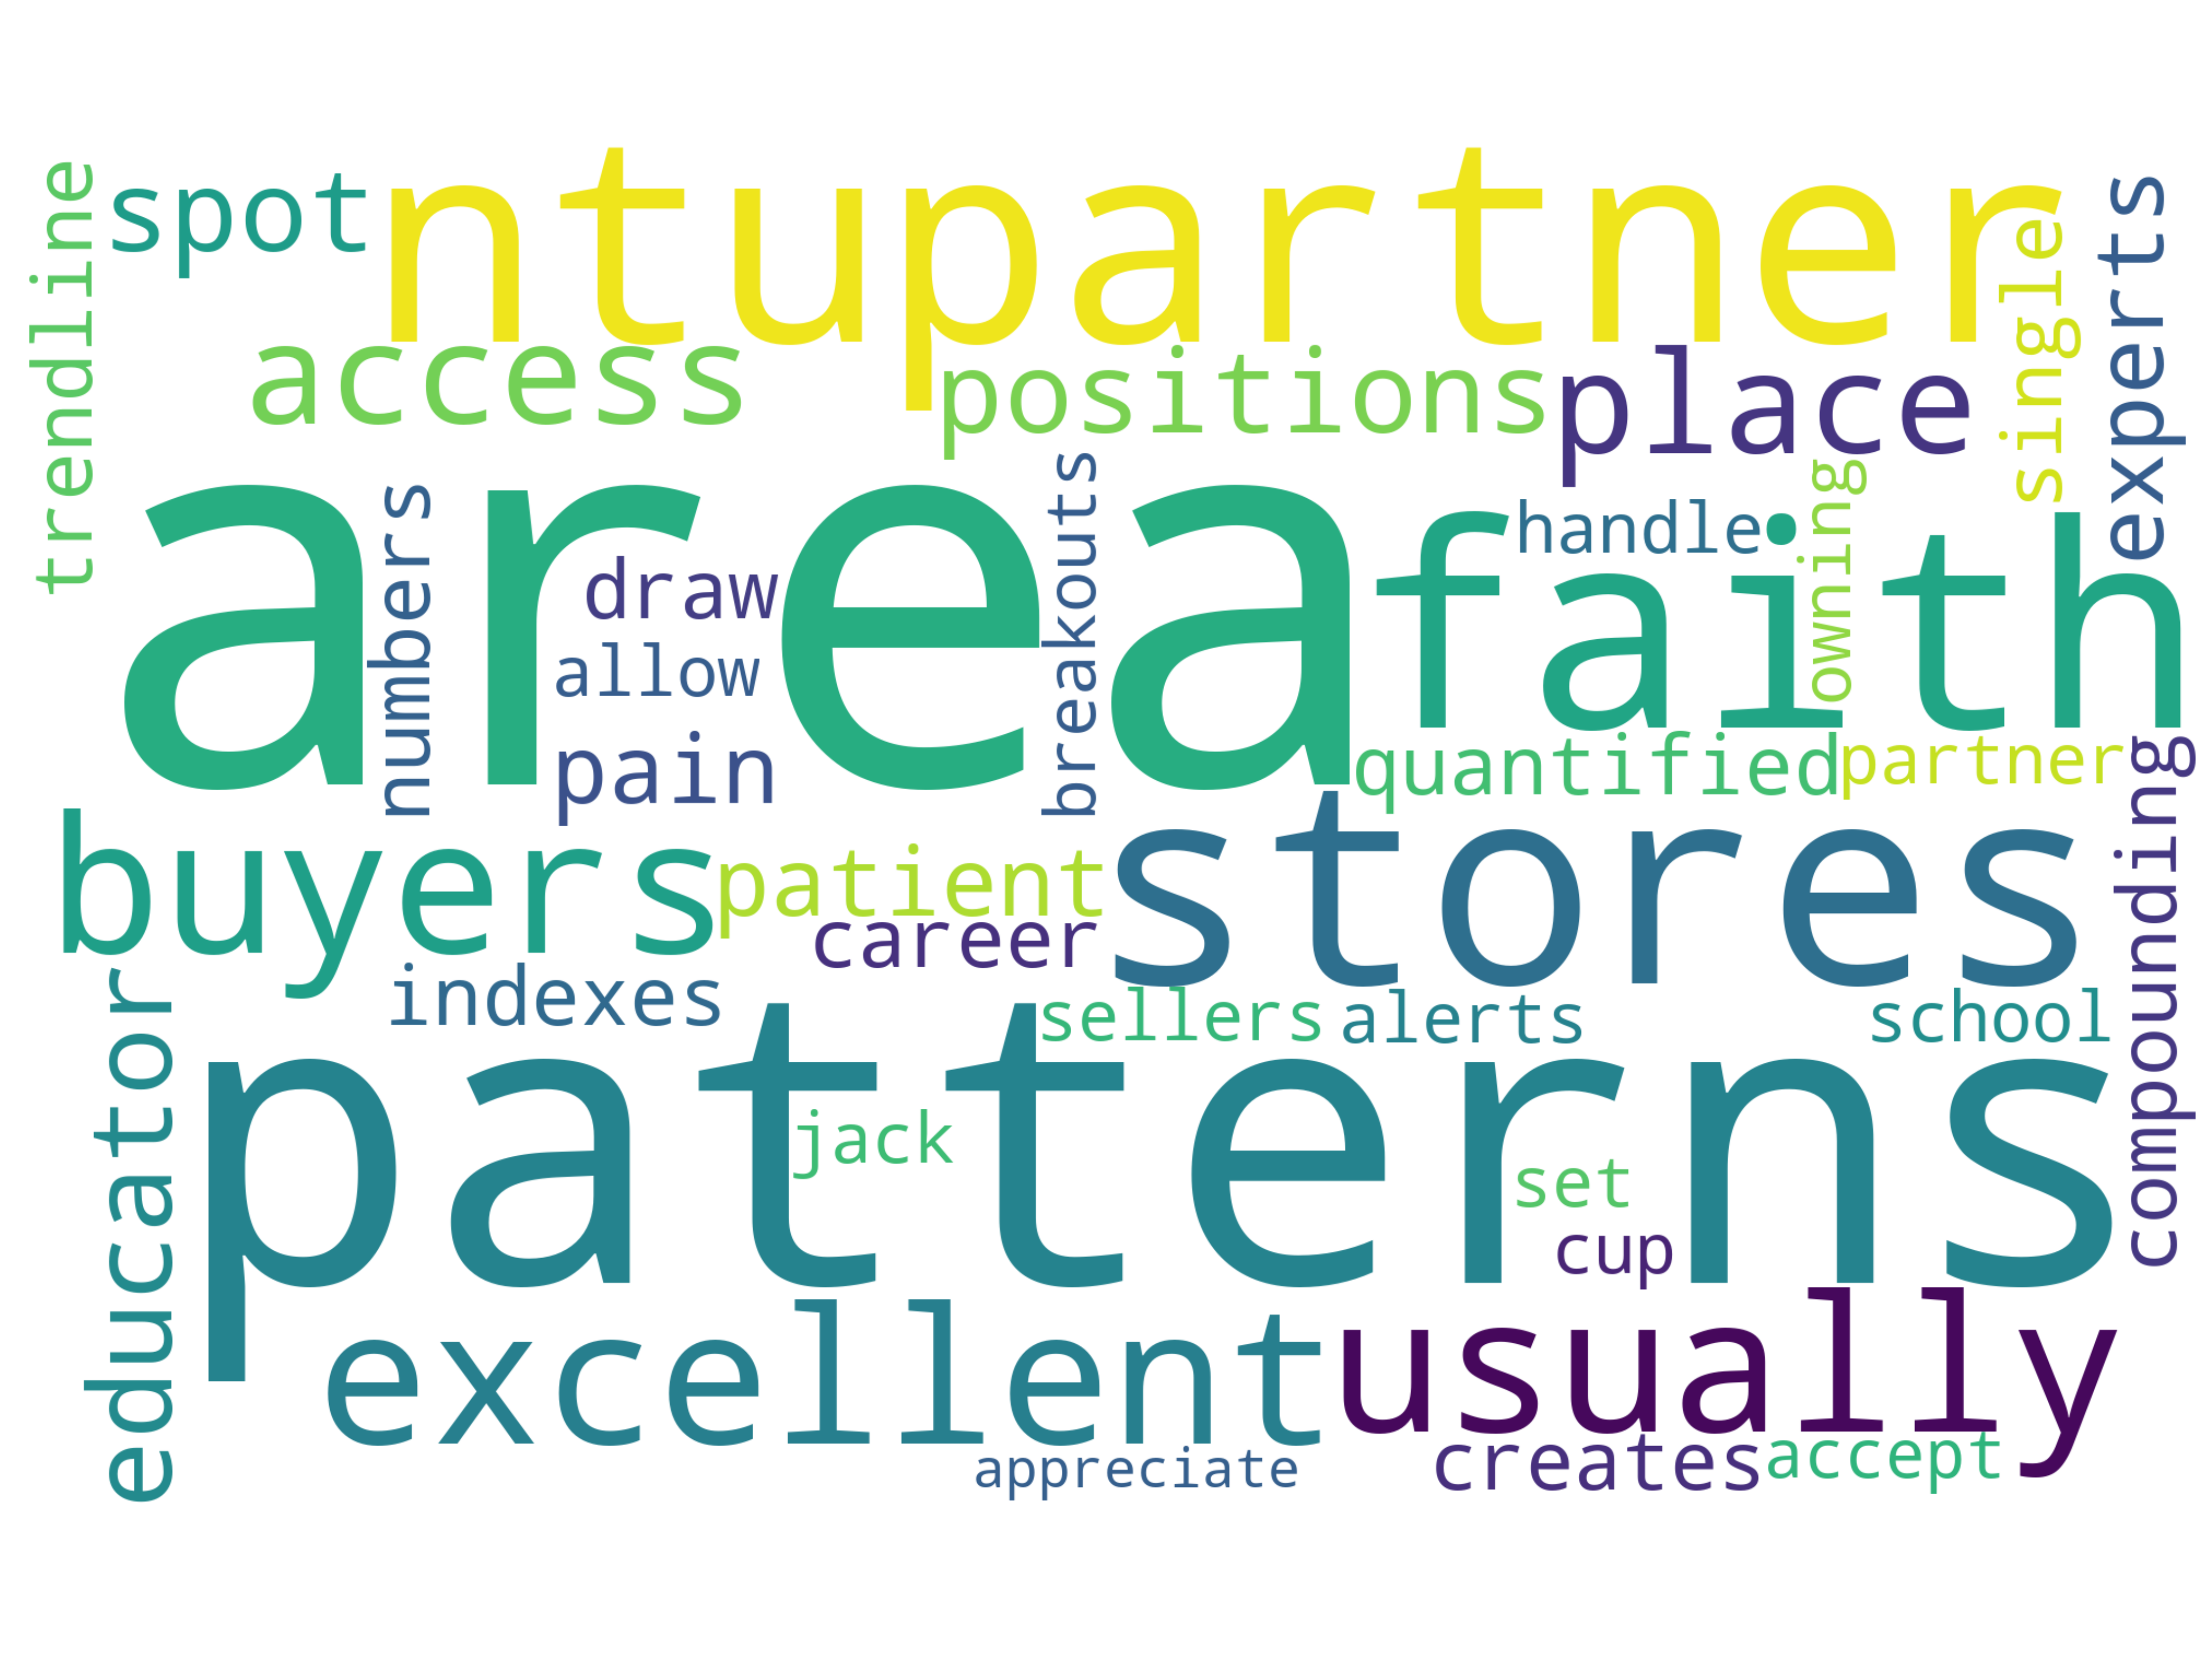 trendline
spot
ntupartner
single
experts
access
positions
place
area
faith
numbers
breakouts
handle
owning
draw
allow
pain
quantified
partner
compounding
buyers
patient
stores
career
indexes
sellers
alerts
school
educator
patterns
jack
set
cup
excellent
usually
appreciate
creates
accept